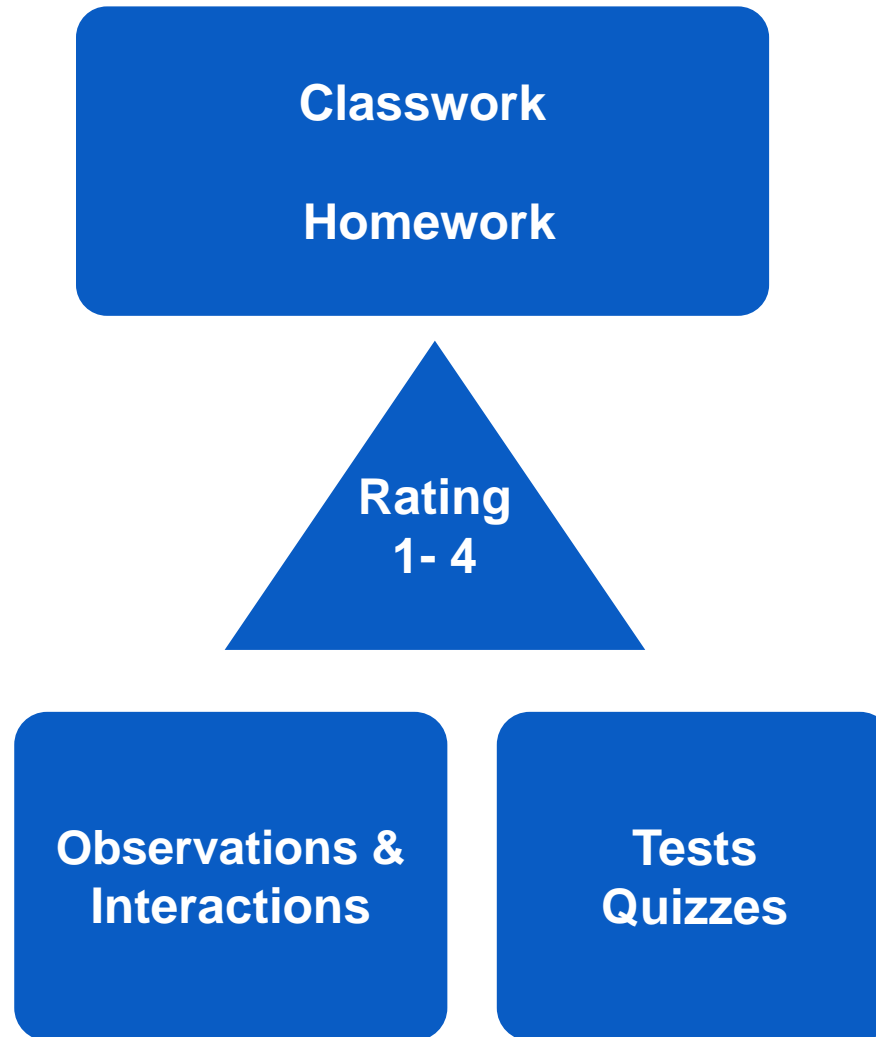 Classwork
Homework
Rating
1- 4
Observations &
Interactions
Tests
Quizzes